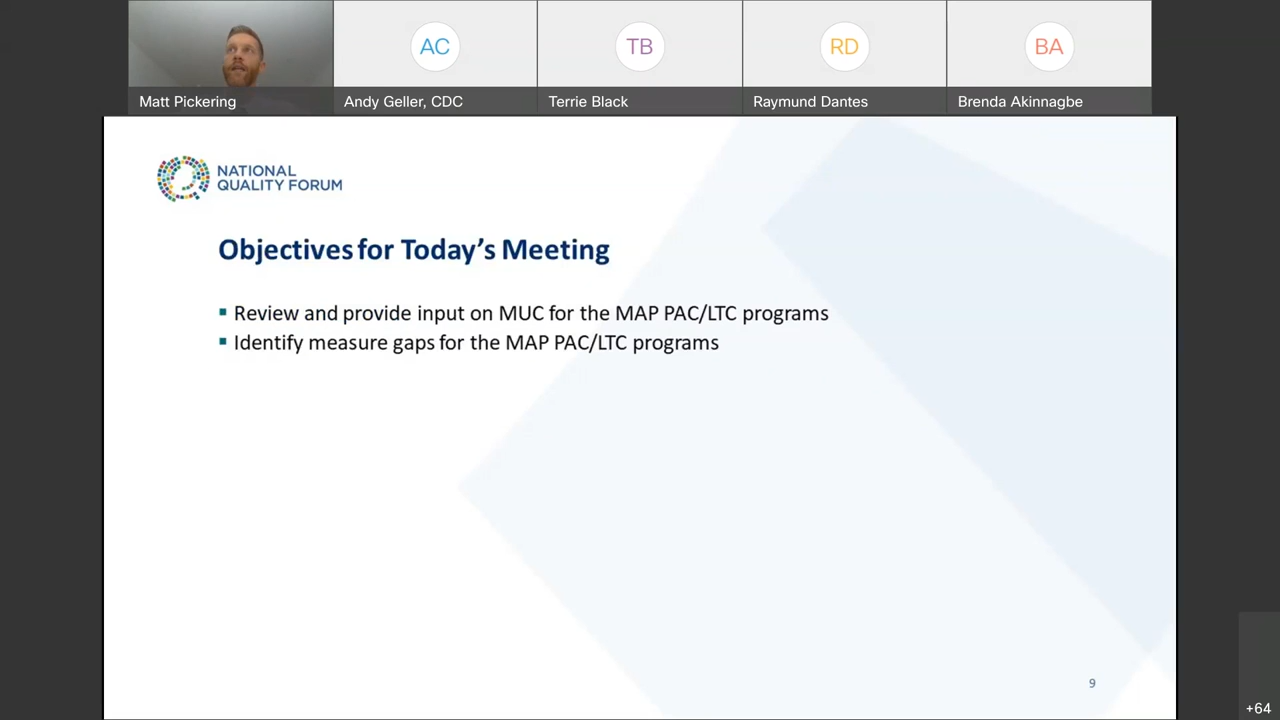 AC
TB
RD
BA
Matt Pickering
Andy Geller, CDC
Terrie Black
Raymund Dantes
Brenda Akinnagbe
NATIONAL
QUALITY FORUM
Objectives for Today's Meeting
▪ Review and provide input on MUC for the MAP PAC/LTC programs
▪ Identify measure gaps for the MAP PAC/LTC programs
9
+64